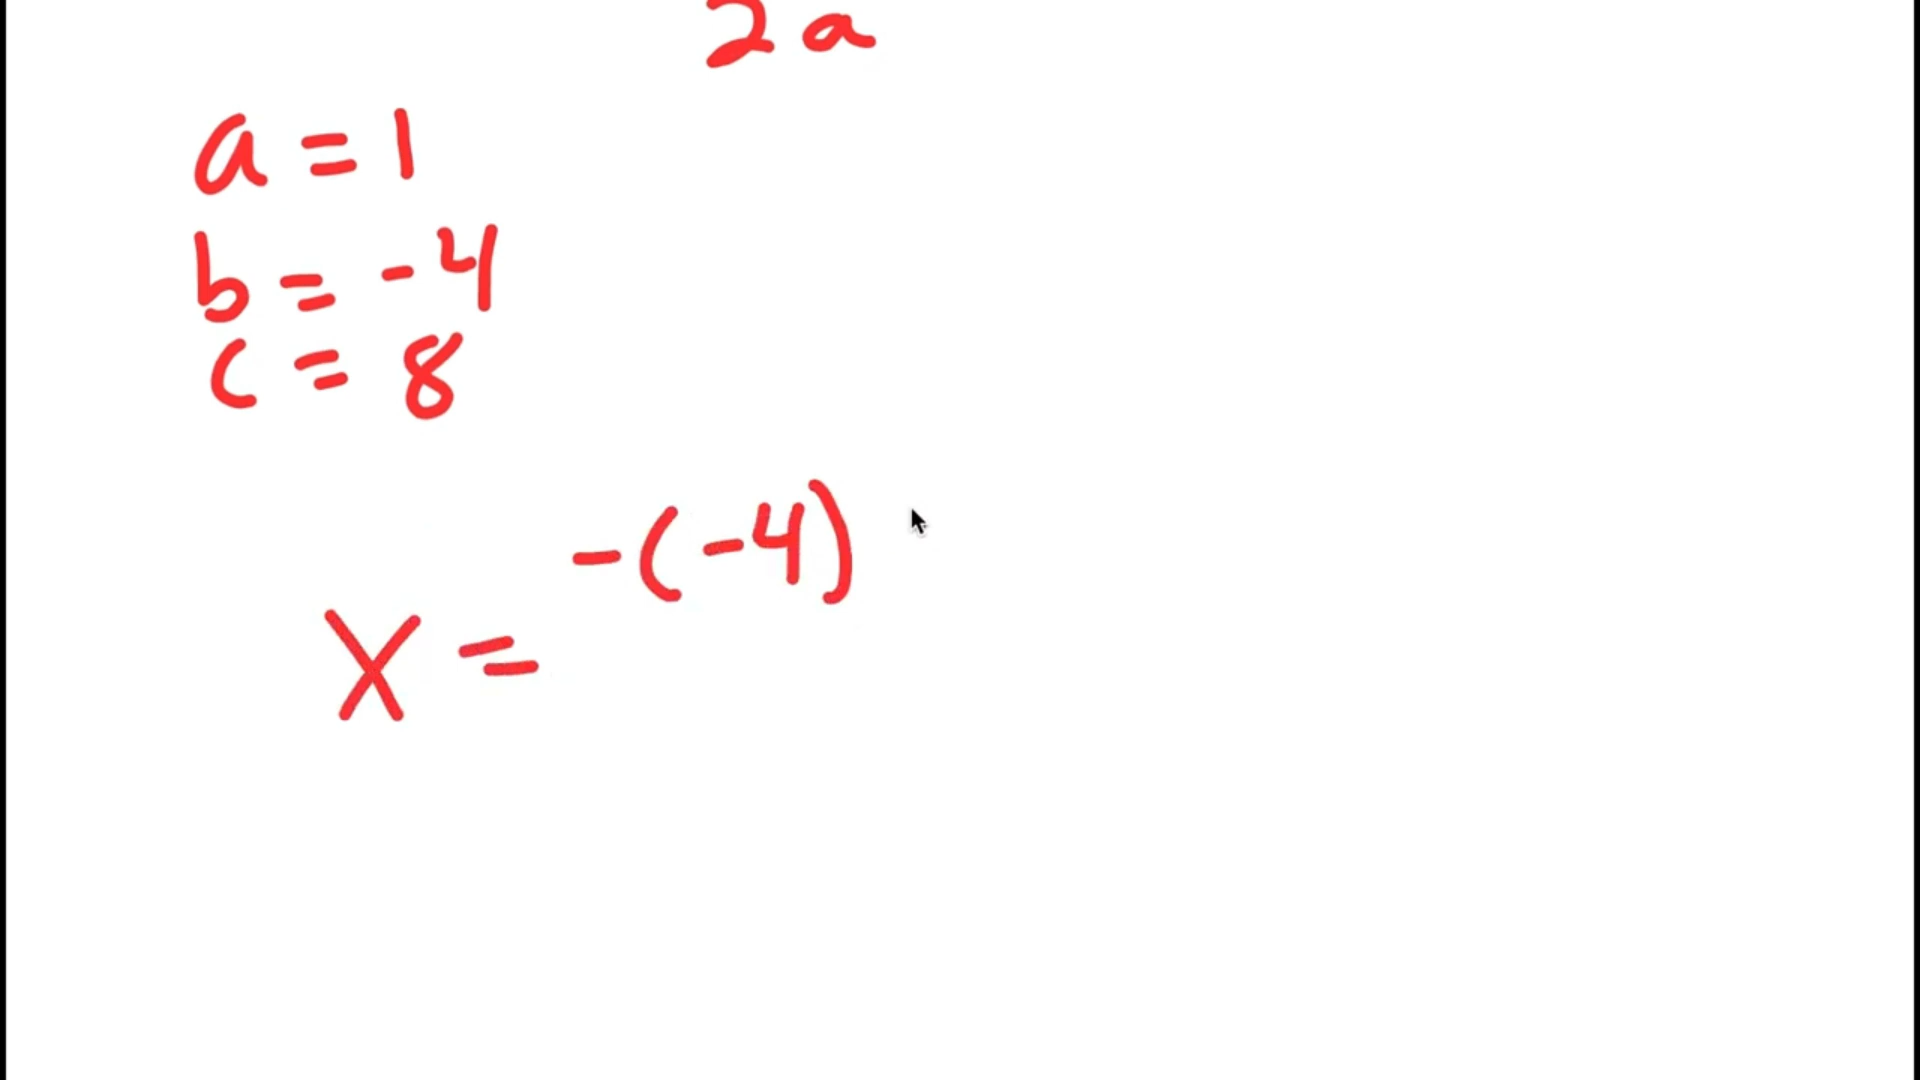 2a
a = 1
b = -4
c = 8
x = -(-4)